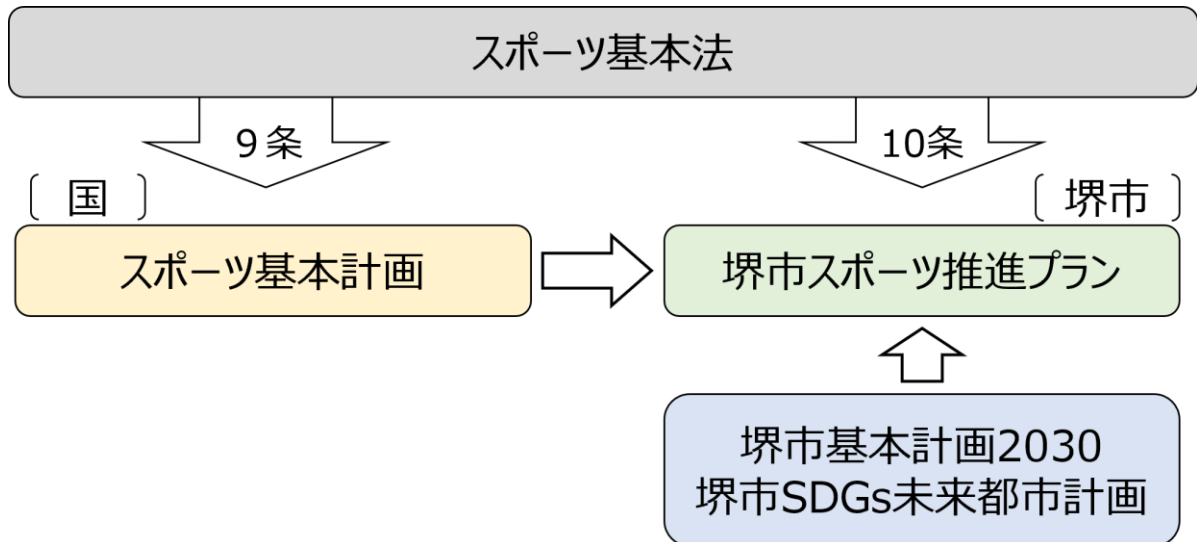 スポーツ基本法
9条
10条
〔 国 〕
〔 堺市 〕
スポーツ基本計画
堺市スポーツ推進プラン
堺市基本計画2030
堺市SDGs未来都市計画